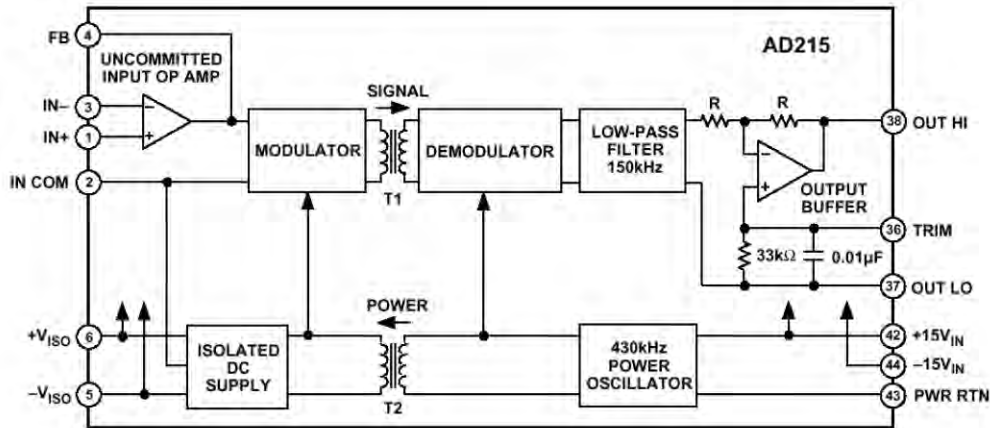 FB
4
UNCOMMITTED
INPUT OP AMP
AD215
IN–
3
–
IN+
1
+
IN COM
2
MODULATOR
SIGNAL
T1
DEMODULATOR
LOW-PASS
FILTER
150kHz
R
R
–
+
OUTPUT
BUFFER
38
OUT HI
36
TRIM
33kΩ
0.01µF
37
OUT LO
+VISO
6
–VISO
5
ISOLATED
DC
SUPPLY
POWER
T2
430kHz
POWER
OSCILLATOR
42
+15VIN
44
–15VIN
43
PWR RTN